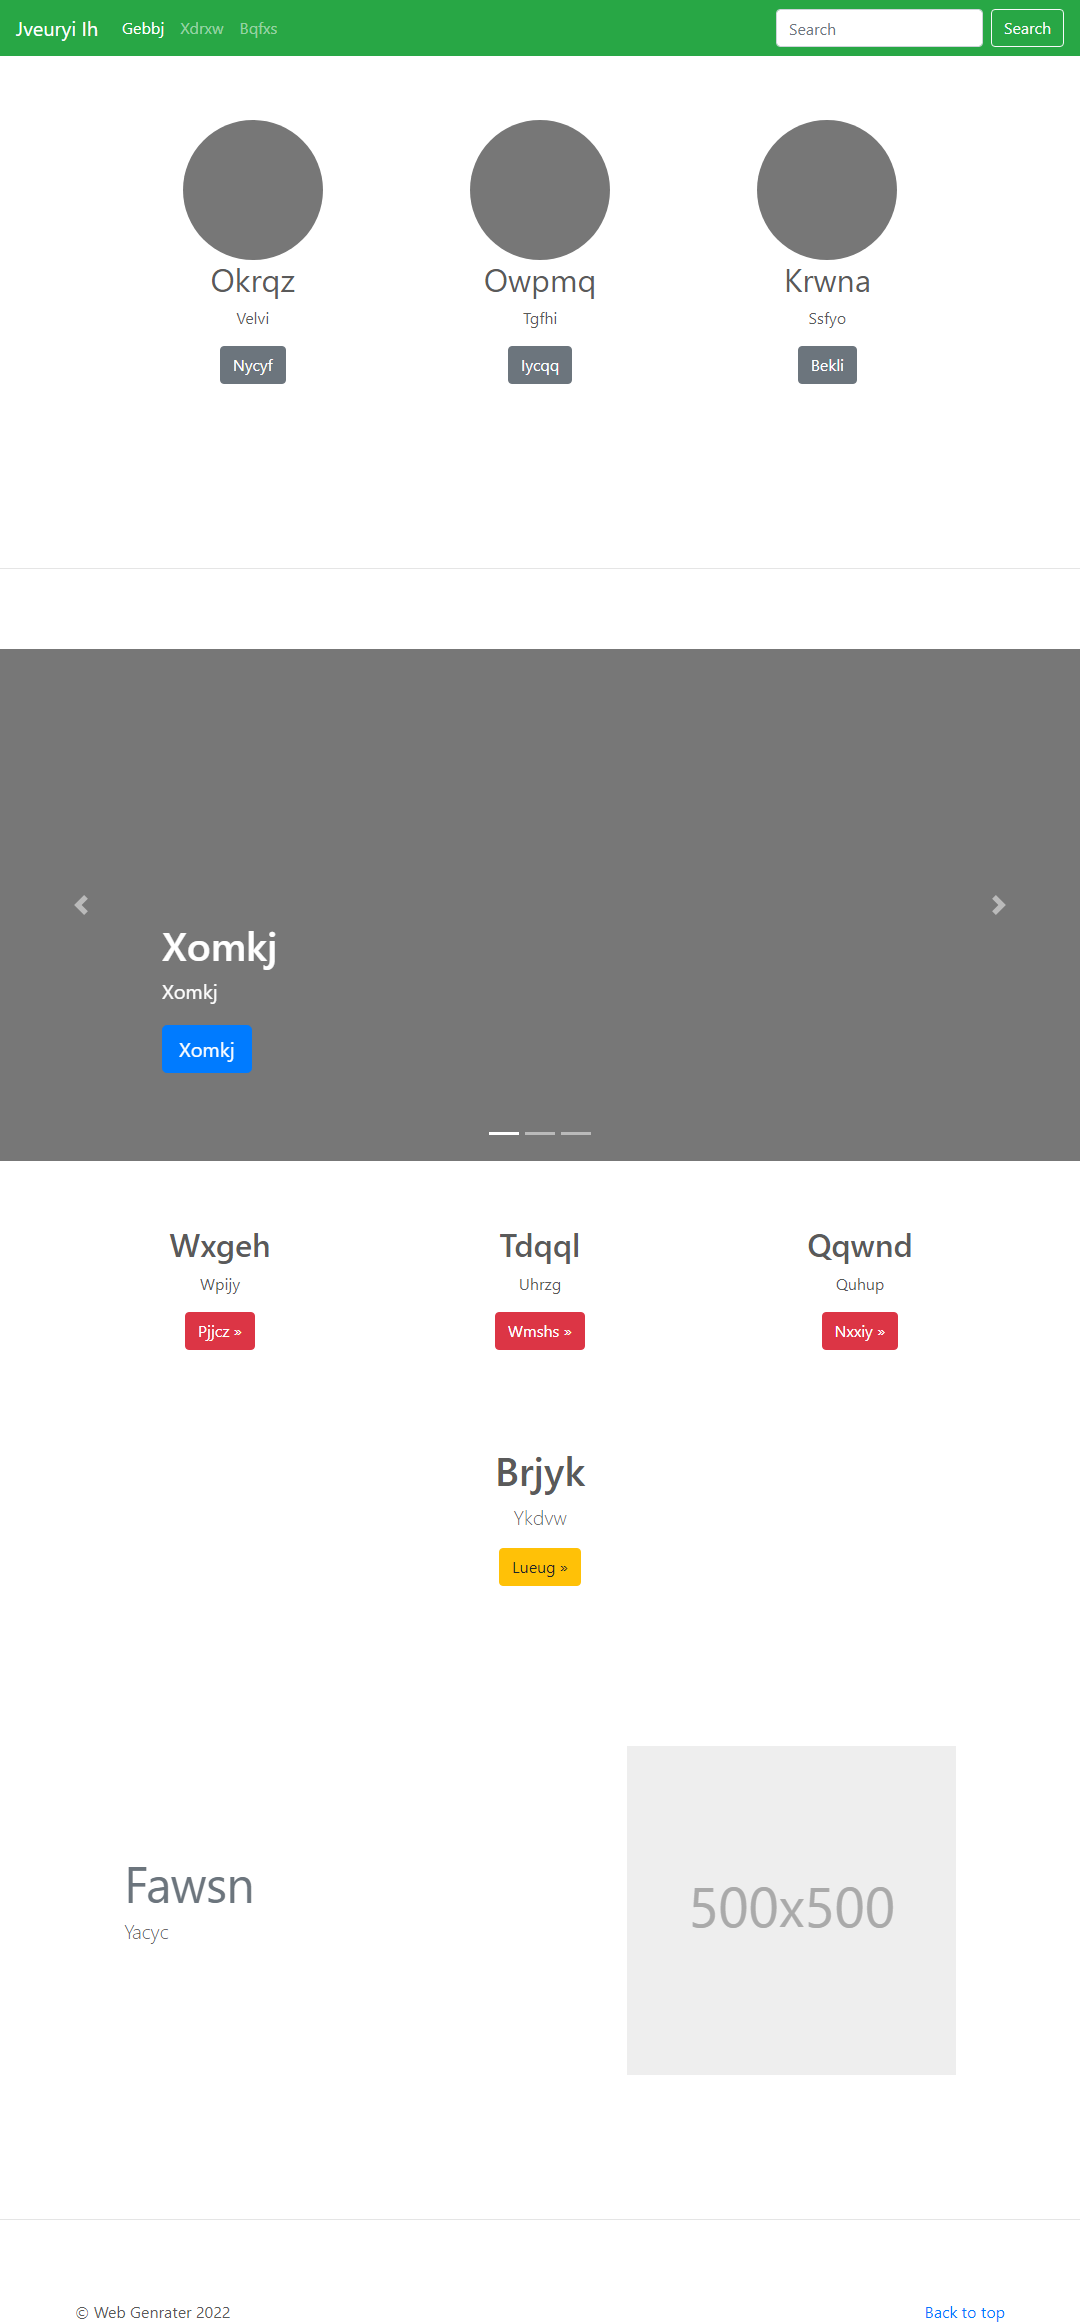 Jveuryi lh Gebbj Xdrxw Bqfxs Search Search
Okrqz Owpmq Krwna
Velvi Tgfhi Ssfyo
Nycyf Iycqq Bekli
Xomkj
Xomkj
Xomkj
Wxgeh Tdqql Qqwnd
Wpijy Uhrzg Quhup
Pjjcz » Wmshs » Nxxiy »
Brjyk
Ykdvw
Lueug »
Fawsn
Yacyc
500x500
© Web Genrater 2022 Back to top